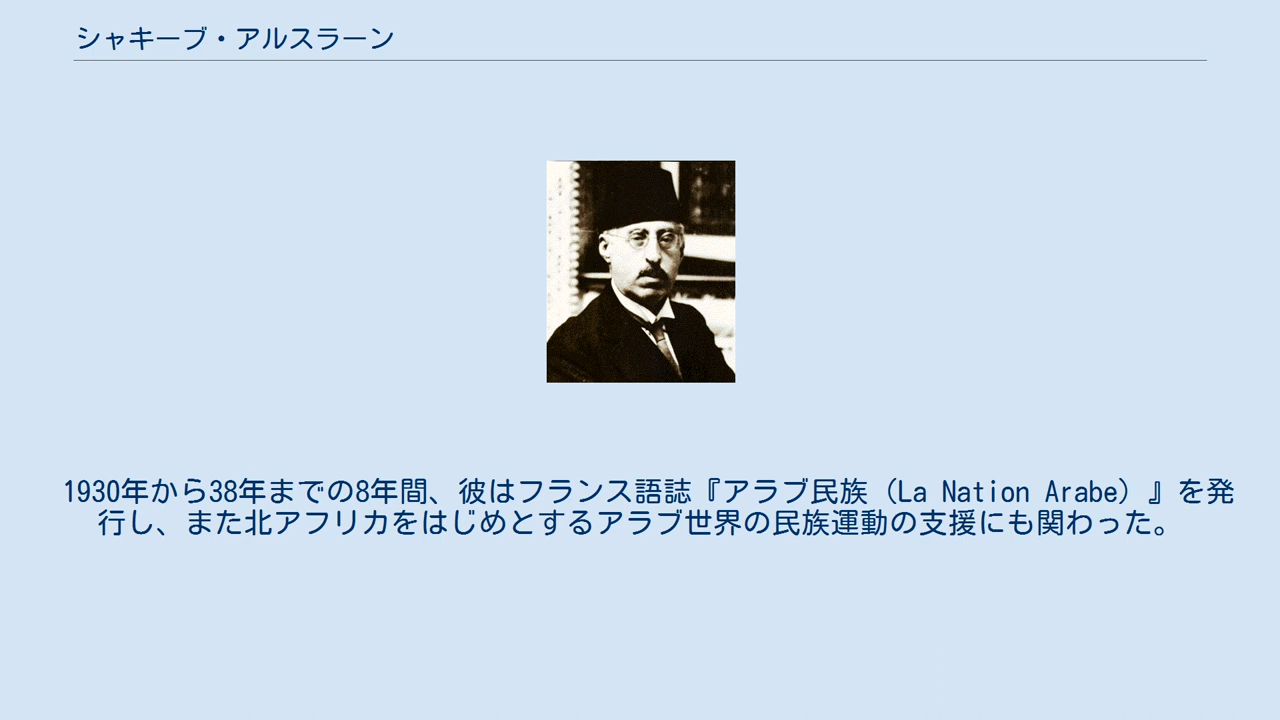 シャキーブ・アルスラーン
1930年から38年までの8年間、彼はフランス語誌『アラブ民族（La Nation Arabe）』を発
行し、また北アフリカをはじめとするアラブ世界の民族運動の支援にも関わった。